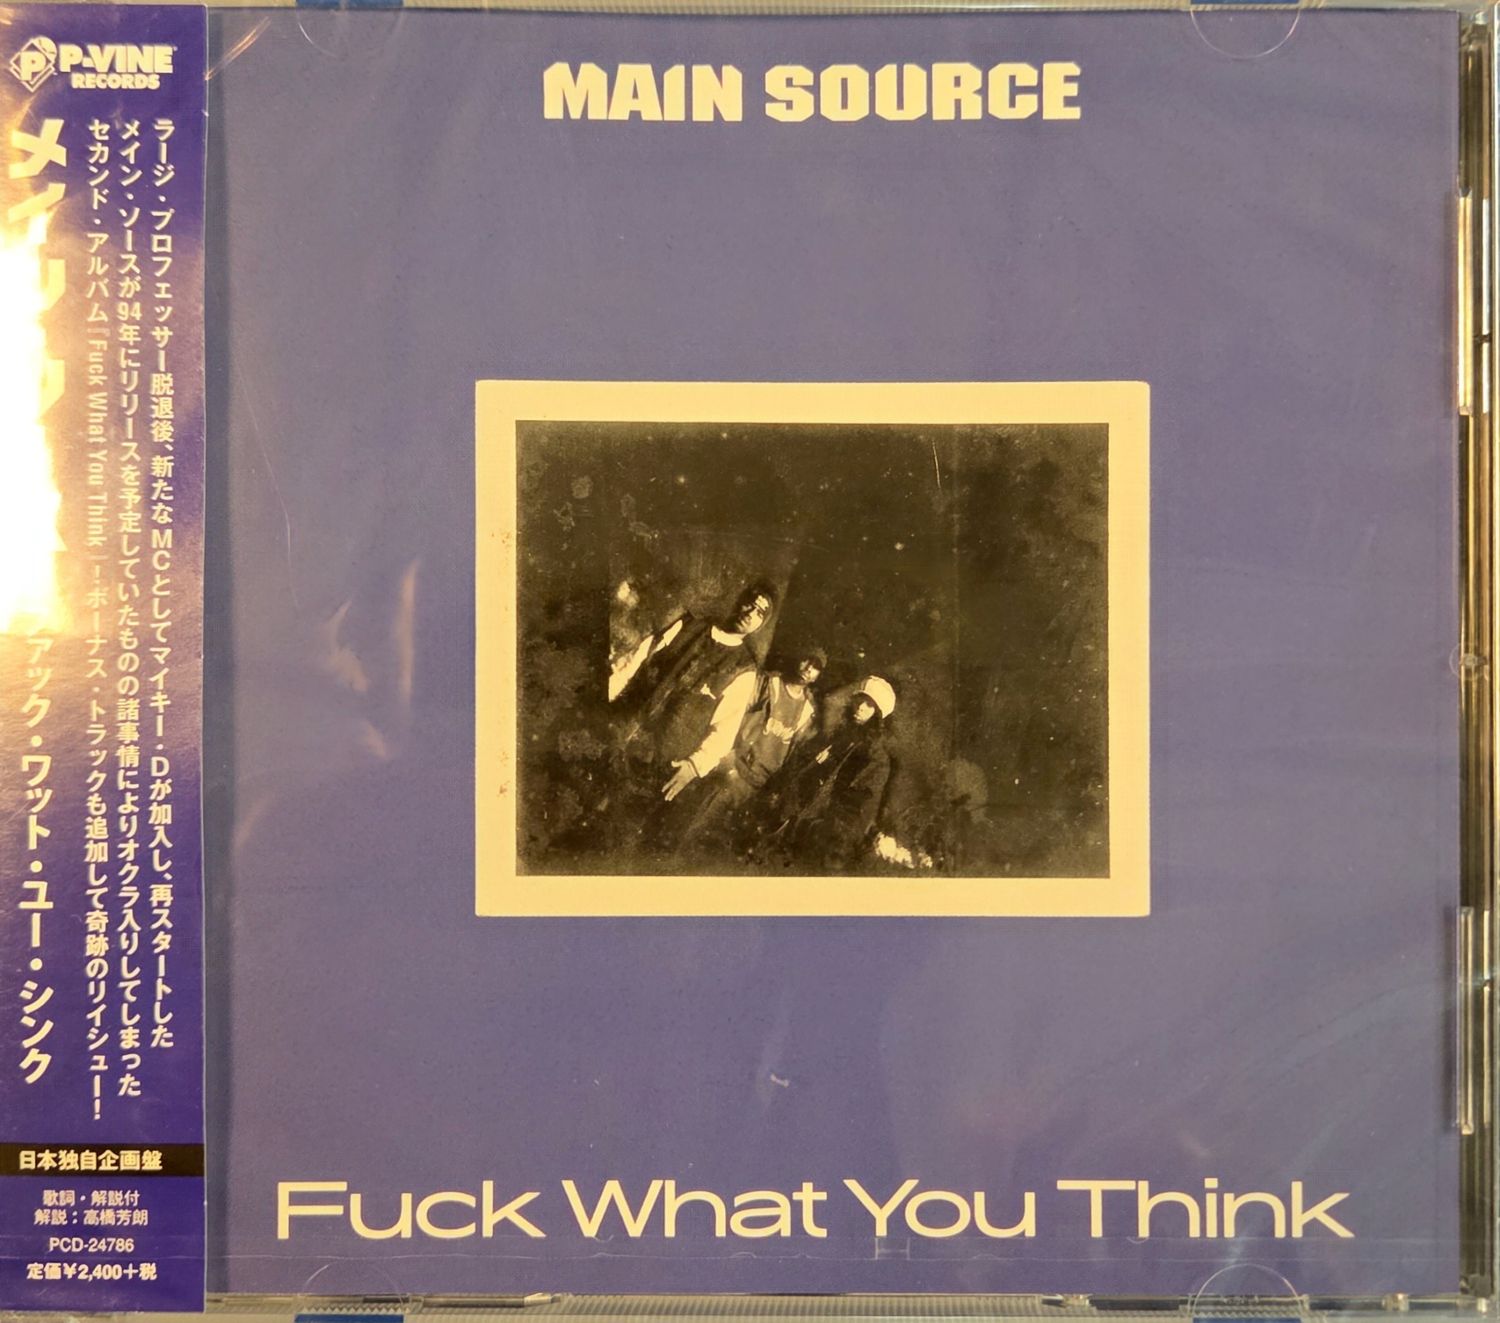 P-VINE
RECORDS
ラージ・プロフェッサー脱退後、新たなMCとしてマイキー・Dが加入し、再スタートした
メイン・ソースが94年にリリースを予定していたものの諸事情によりオクラ入りしてしまった
セカンド・アルバム『Fuck What You Think』!ボーナス・トラックも追加して奇跡のリイシュー!
メイン
ァック・ワット・ユー・シンク
日本独自企画盤
歌詞・解説付
解説:高橋芳朗
PCD-24786
定価¥2,400+税
MAIN SOURCE
Fuck What You Think